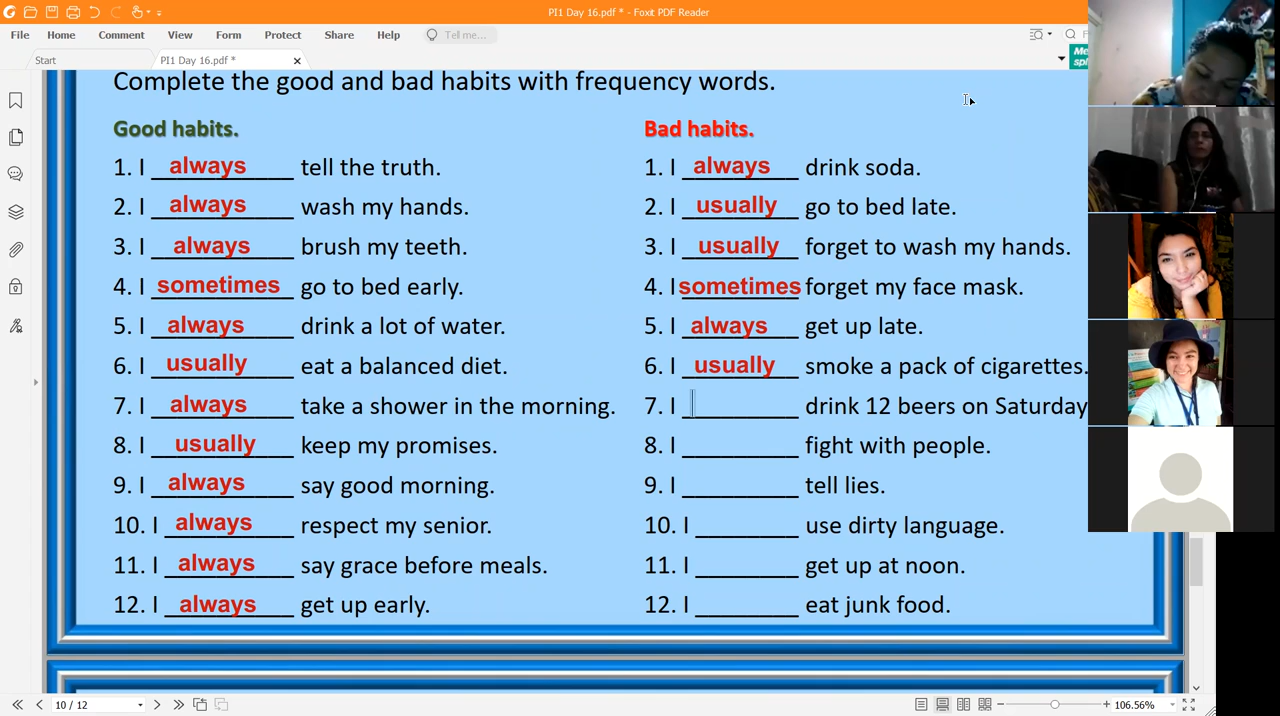 PI1 Day 16.pdf * - Foxit PDF Reader
File Home Comment View Form Protect Share Help Tell me...
Start PI1 Day 16.pdf *
Complete the good and bad habits with frequency words.
Good habits.
1. I always tell the truth.
2. I always wash my hands.
3. I always brush my teeth.
4. I sometimes go to bed early.
5. I always drink a lot of water.
6. I usually eat a balanced diet.
7. I always take a shower in the morning.
8. I usually keep my promises.
9. I always say good morning.
10. I always respect my senior.
11. I always say grace before meals.
12. I always get up early.
Bad habits.
1. I always drink soda.
2. I usually go to bed late.
3. I usually forget to wash my hands.
4. I sometimes forget my face mask.
5. I always get up late.
6. I usually smoke a pack of cigarettes.
7. I _________ drink 12 beers on Saturday
8. I _________ fight with people.
9. I _________ tell lies.
10. I ________ use dirty language.
11. I ________ get up at noon.
12. I ________ eat junk food.
10 / 12
106.56%